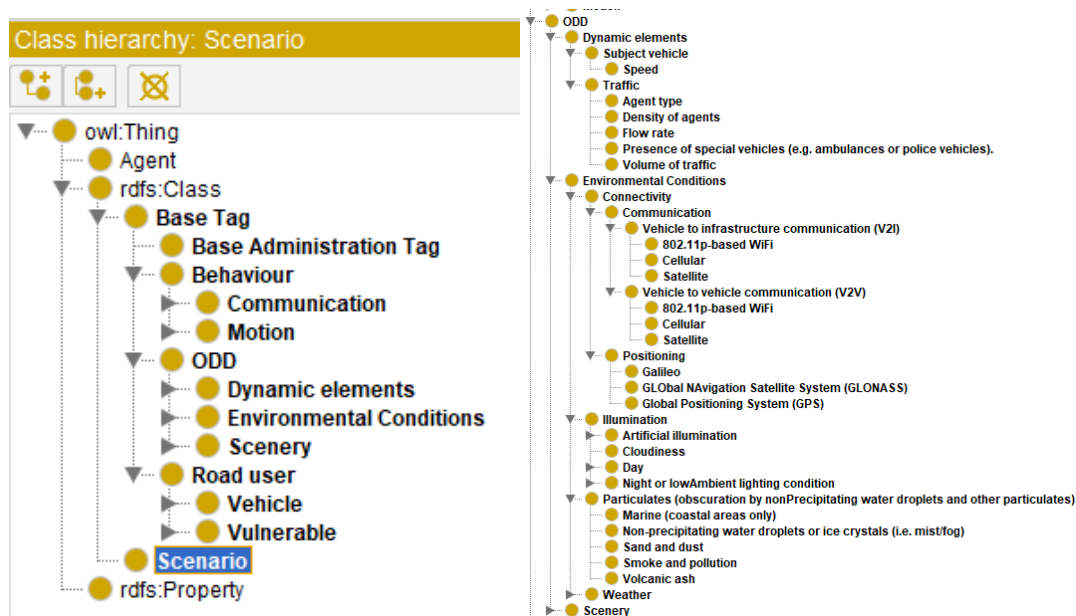 Class hierarchy: Scenario
owl:Thing
Agent
rdfs:Class
Base Tag
Base Administration Tag
Behaviour
Communication
Motion
ODD
Dynamic elements
Environmental Conditions
Scenery
Road user
Vehicle
Vulnerable
Scenario
rdfs:Property
ODD
Dynamic elements
Subject vehicle
Speed
Traffic
Agent type
Density of agents
Flow rate
Presence of special vehicles (e.g. ambulances or police vehicles).
Volume of traffic
Environmental Conditions
Connectivity
Communication
Vehicle to infrastructure communication (V2I)
802.11p-based WiFi
Cellular
Satellite
Vehicle to vehicle communication (V2V)
802.11p-based WiFi
Cellular
Satellite
Positioning
Galileo
GLObal NAvigation Satellite System (GLONASS)
Global Positioning System (GPS)
Illumination
Artificial illumination
Cloudiness
Day
Night or lowAmbient lighting condition
Particulates (obscuration by nonPrecipitating water droplets and other particulates)
Marine (coastal areas only)
Non-precipitating water droplets or ice crystals (i.e. mist/fog)
Sand and dust
Smoke and pollution
Volcanic ash
Weather
Scenery